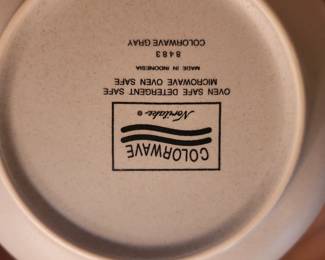 COLORWAVE
Noritake®
OVEN SAFE DETERGENT SAFE
MICROWAVE OVEN SAFE
MADE IN INDONESIA
8483
COLORWAVE GRAY